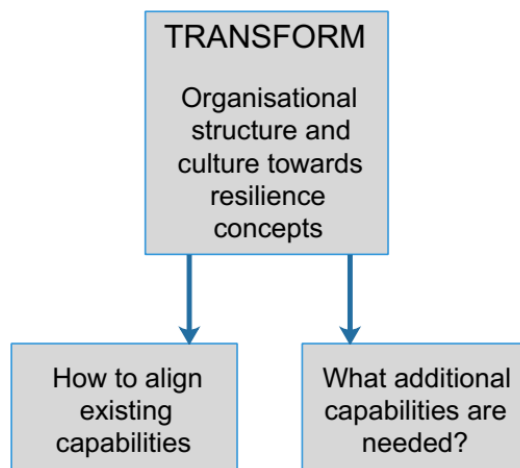 TRANSFORM
Organisational
structure and
culture towards
resilience
concepts
How to align
existing
capabilities
What additional
capabilities are
needed?